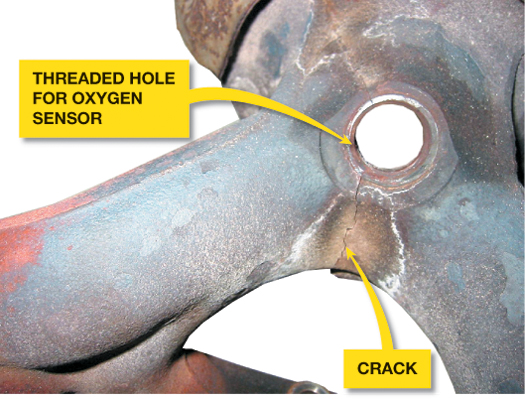 THREADED HOLE
FOR OXYGEN
SENSOR
CRACK